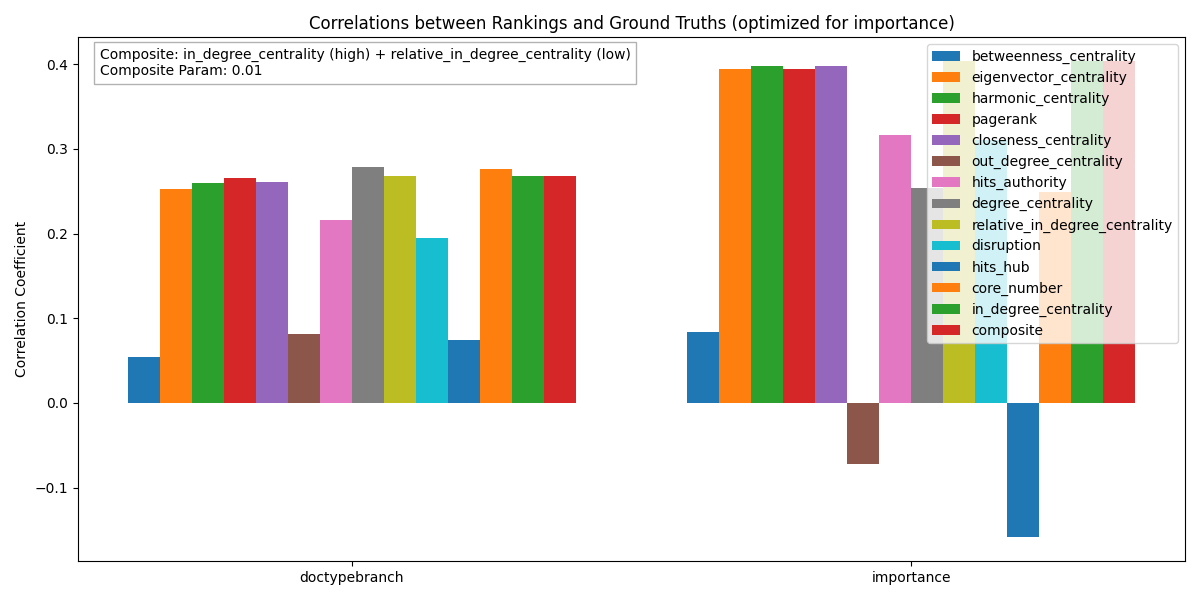 Correlations between Rankings and Ground Truths (optimized for importance)
Composite: in_degree_centrality (high) + relative_in_degree_centrality (low)
Composite Param: 0.01
betweenness_centrality
eigenvector_centrality
harmonic_centrality
pagerank
closeness_centrality
out_degree_centrality
hits_authority
degree_centrality
relative_in_degree_centrality
disruption
hits_hub
core_number
in_degree_centrality
composite
Correlation Coefficient
0.4
0.3
0.2
0.1
0.0
−0.1
doctypebranch
importance